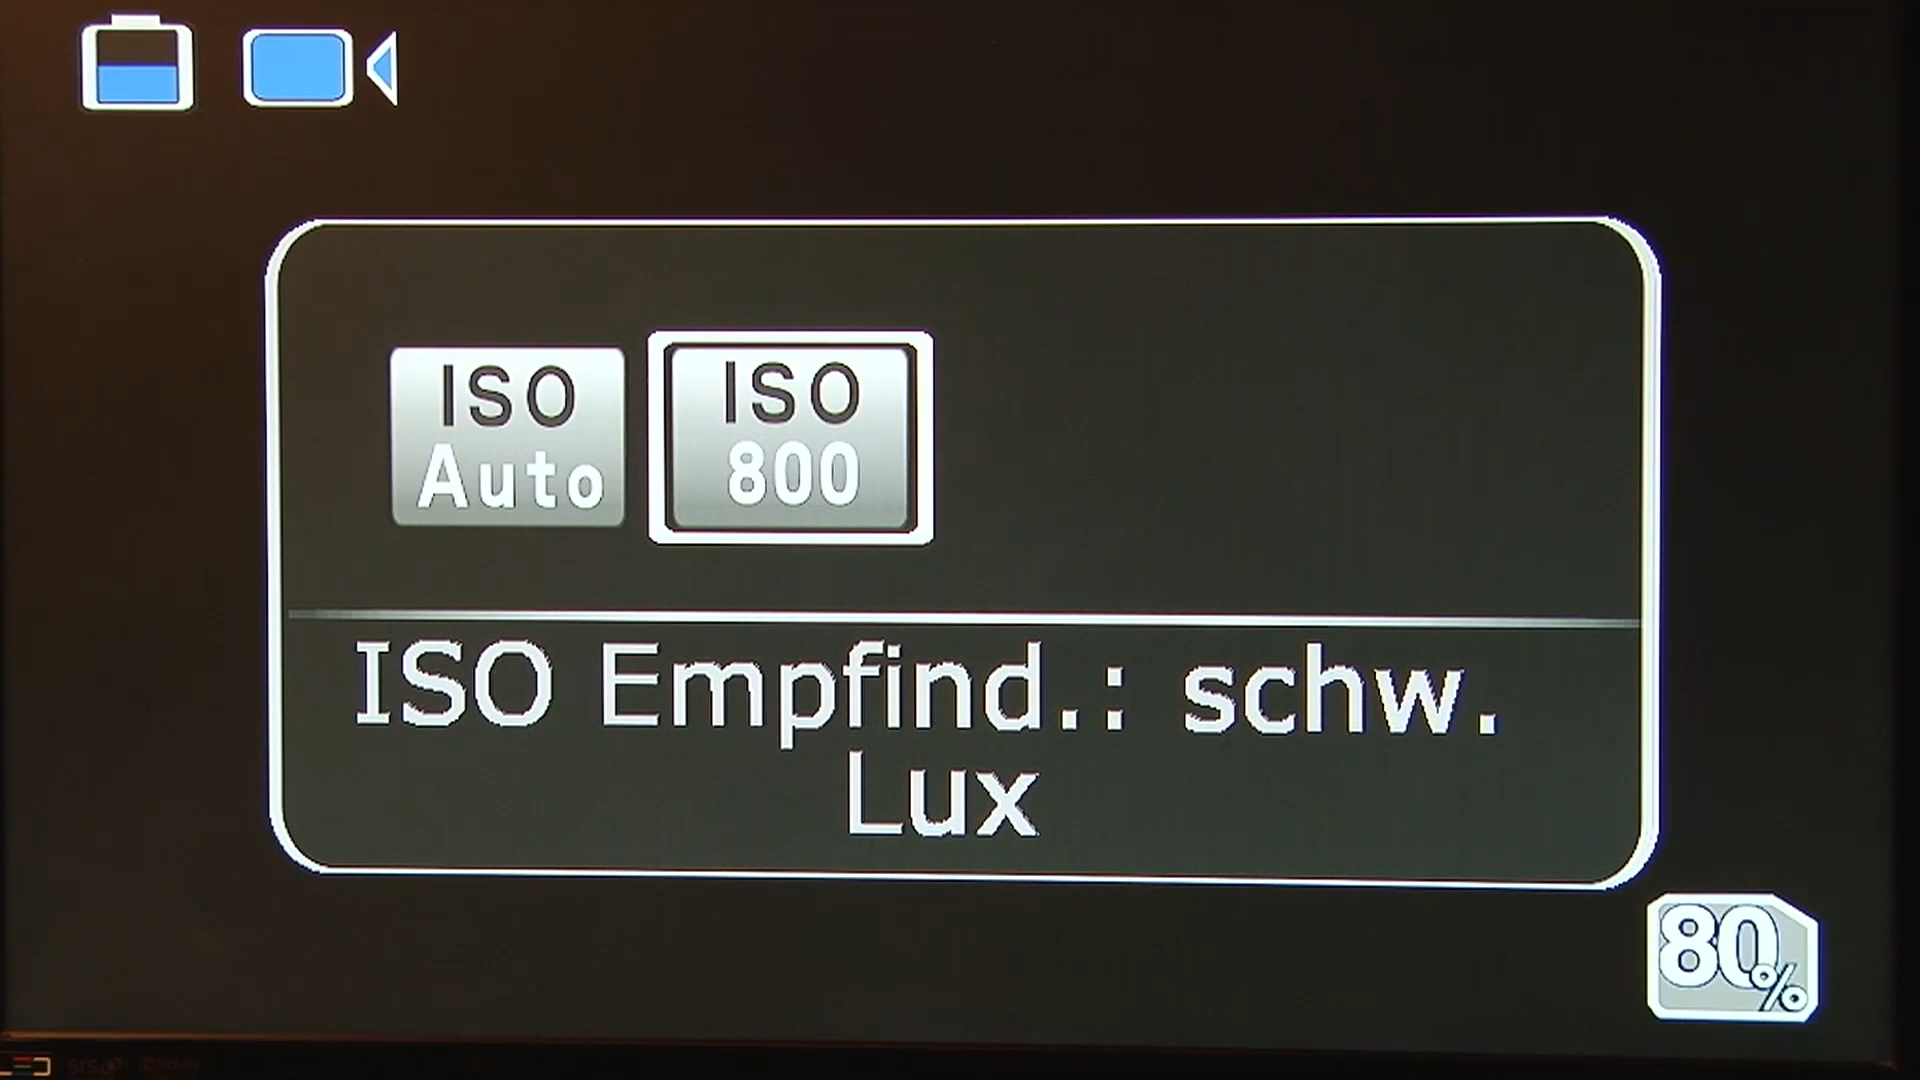 ISO
Auto
ISO
800
ISO Empfind.: schw.
Lux
80%